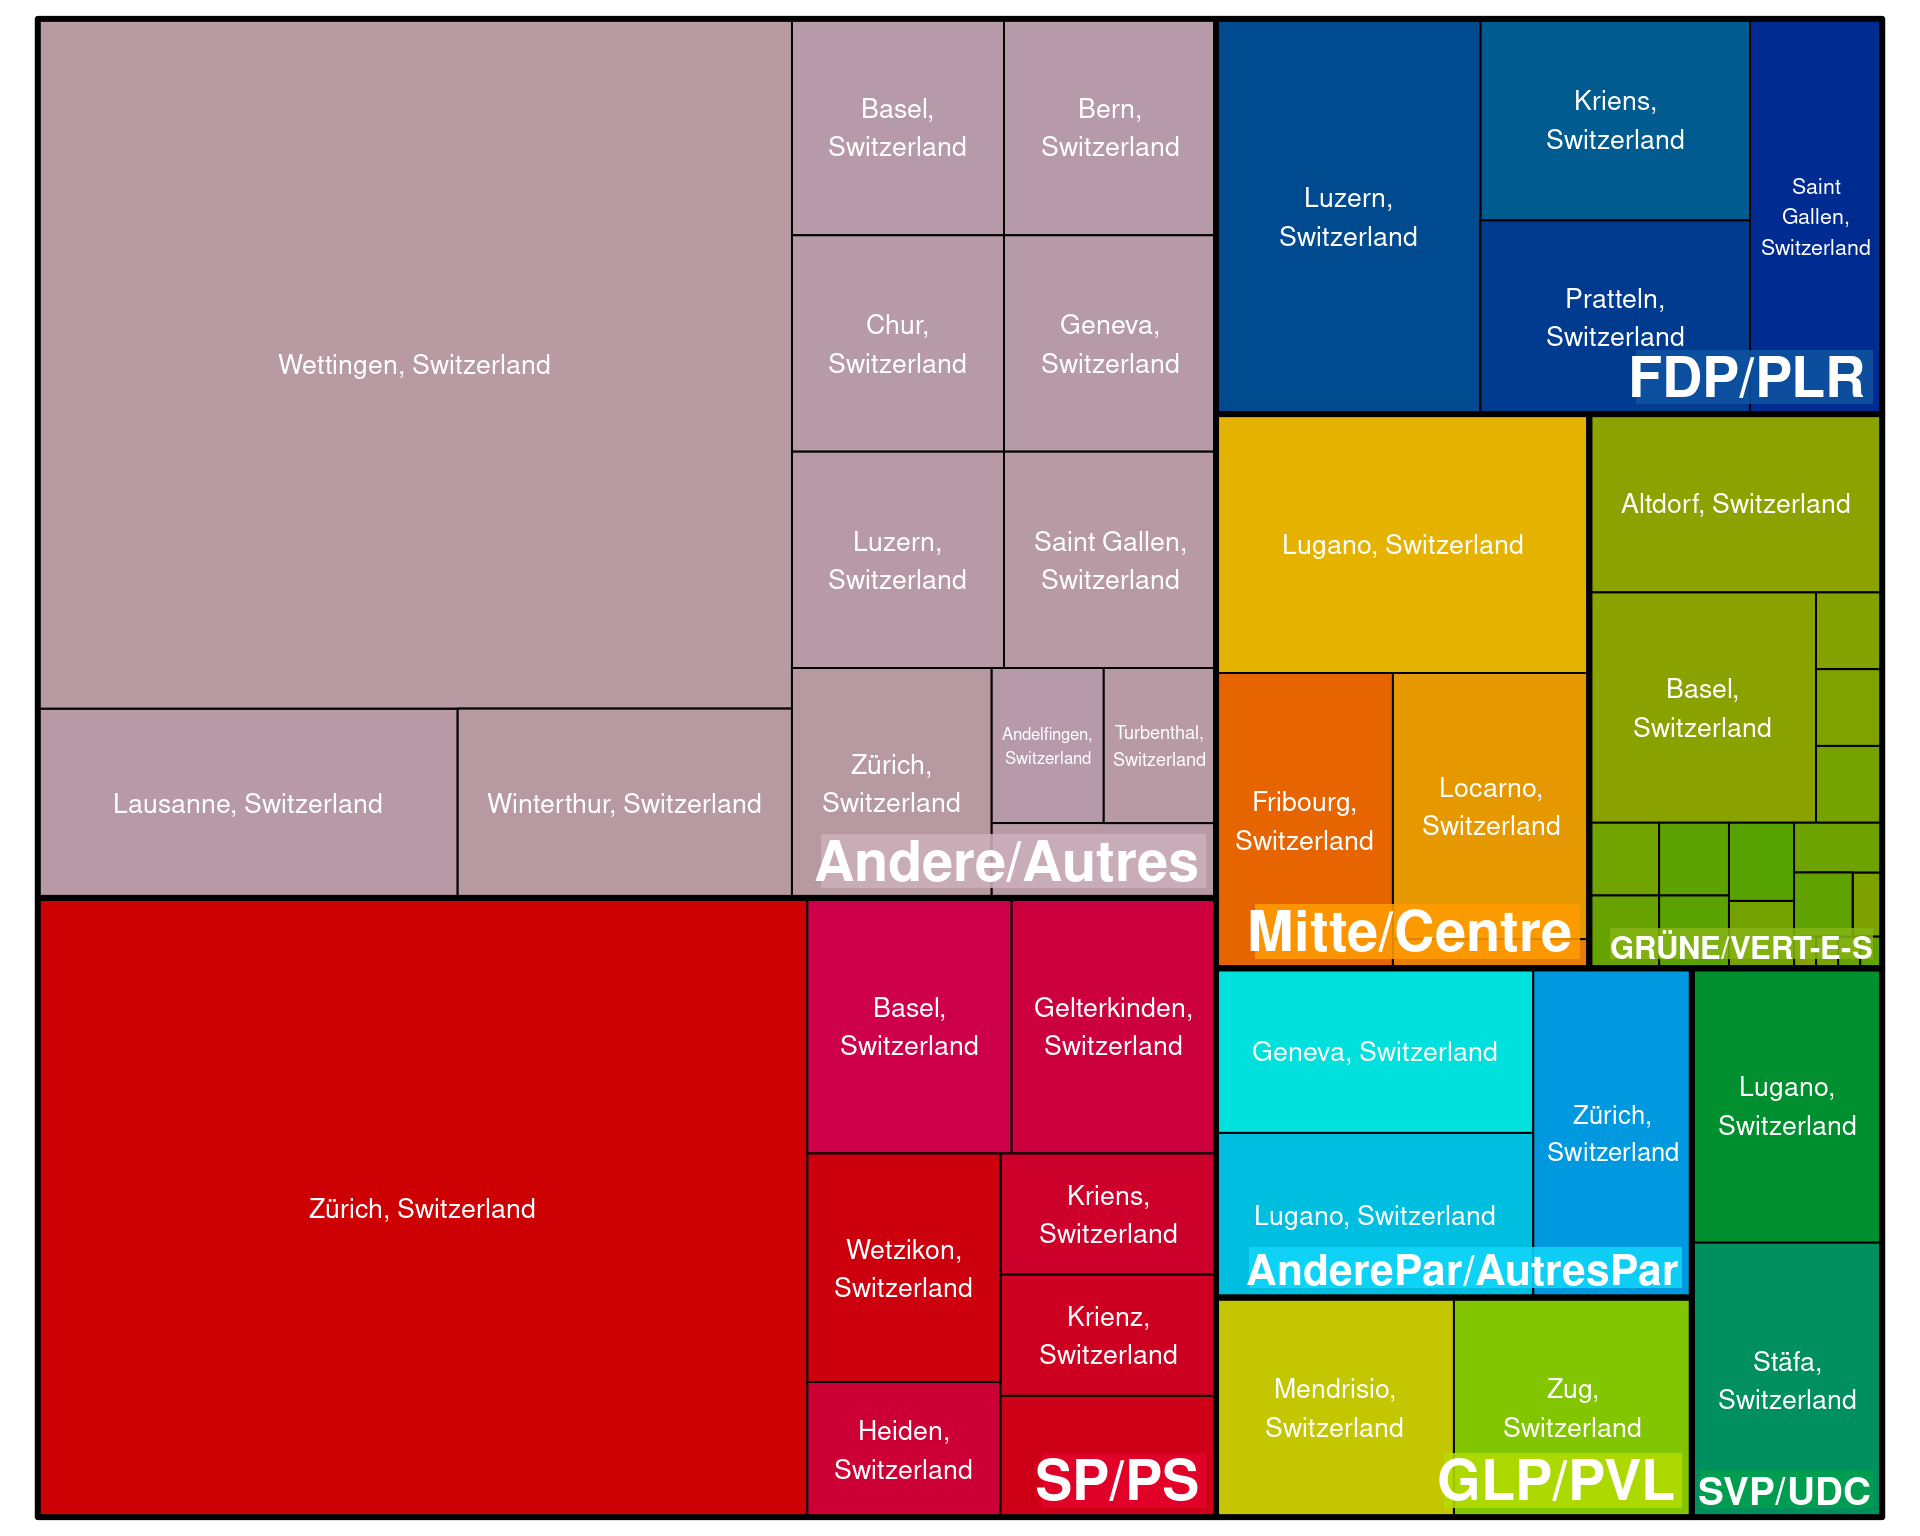 Wettingen, Switzerland
Basel,
Switzerland
Bern,
Switzerland
Chur,
Switzerland
Geneva,
Switzerland
Luzern,
Switzerland
Saint Gallen,
Switzerland
Lausanne, Switzerland
Winterthur, Switzerland
Zürich,
Switzerland
Andelfingen,
Switzerland
Turbenthal,
Switzerland
Andere/Autres
Zürich, Switzerland
Basel,
Switzerland
Gelterkinden,
Switzerland
Wetzikon,
Switzerland
Kriens,
Switzerland
Krienz,
Switzerland
Heiden,
Switzerland
SP/PS
Luzern,
Switzerland
Kriens,
Switzerland
Pratteln,
Switzerland
Saint
Gallen,
Switzerland
FDP/PLR
Lugano, Switzerland
Fribourg,
Switzerland
Locarno,
Switzerland
Mitte/Centre
Altdorf, Switzerland
Basel,
Switzerland
GRÜNE/VERT-E-S
Geneva, Switzerland
Lugano, Switzerland
Zürich,
Switzerland
AnderePar/AutresPar
Mendrisio,
Switzerland
Zug,
Switzerland
GLP/PVL
Lugano,
Switzerland
Stäfa,
Switzerland
SVP/UDC